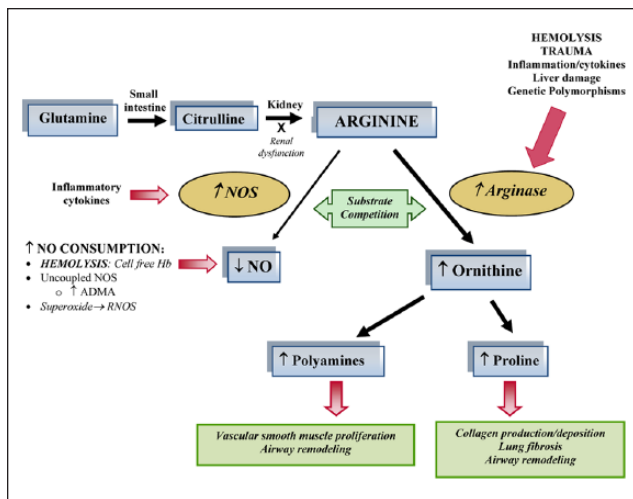 HEMOLYSIS
TRAUMA
Inflammation/cytokines
Liver damage
Genetic Polymorphisms
Small
intestine
Kidney
Glutamine
Citrulline
X
ARGININE
Renal
dysfunction
Inflammatory
cytokines
↑NOS
Substrate
Competition
↑Arginase
↑ NO CONSUMPTION:
• HEMOLYSIS: Cell free Hb
• Uncoupled NOS
o ↑ ADMA
• Superoxide→ RNOS
↓ NO
↑ Ornithine
↑ Polyamines
↑ Proline
Vascular smooth muscle proliferation
Airway remodeling
Collagen production/deposition
Lung fibrosis
Airway remodeling